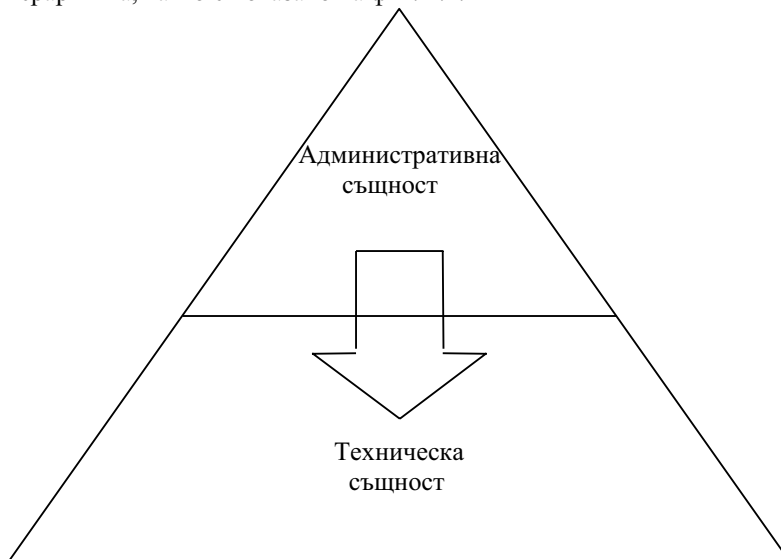 Административна
същност
Техническа
същност